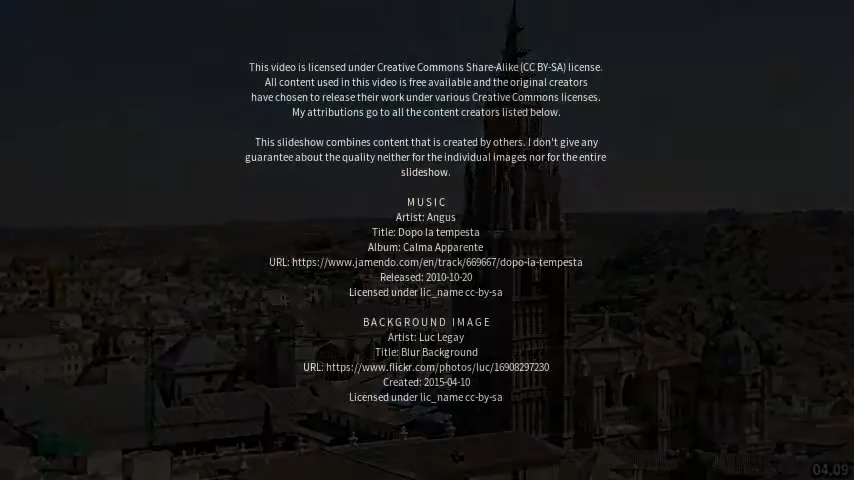 This video is licensed under Creative Commons Share-Alike (CC BY-SA) license.
All content used in this video is free available and the original creators
have chosen to release their work under various Creative Commons licenses.
My attributions go to all the content creators listed below.
This slideshow combines content that is created by others. I don't give any
guarantee about the quality neither for the individual images nor for the entire
slideshow.
MUSIC
Artist: Angus
Title: Dopo la tempesta
Album: Calma Apparente
URL: https://www.jamendo.com/en/track/669667/dopo-la-tempesta
Released: 2010-10-20
Licensed under lic_name cc-by-sa
BACKGROUND IMAGE
Artist: Luc Legay
Title: Blur Background
URL: https://www.flickr.com/photos/luc/16908297230
Created: 2015-04-10
Licensed under lic_name cc-by-sa
04.09